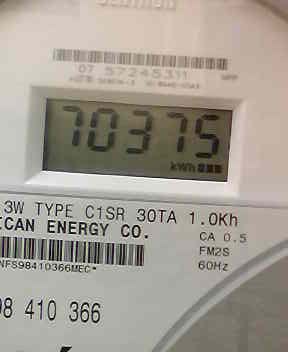 07 57245311
70375
kWh
3W TYPE C1SR 30TA 1.0Kh
ICAN ENERGY CO. CA 0.5
FM2S
NFS98410366MEC* 60Hz
98 410 366